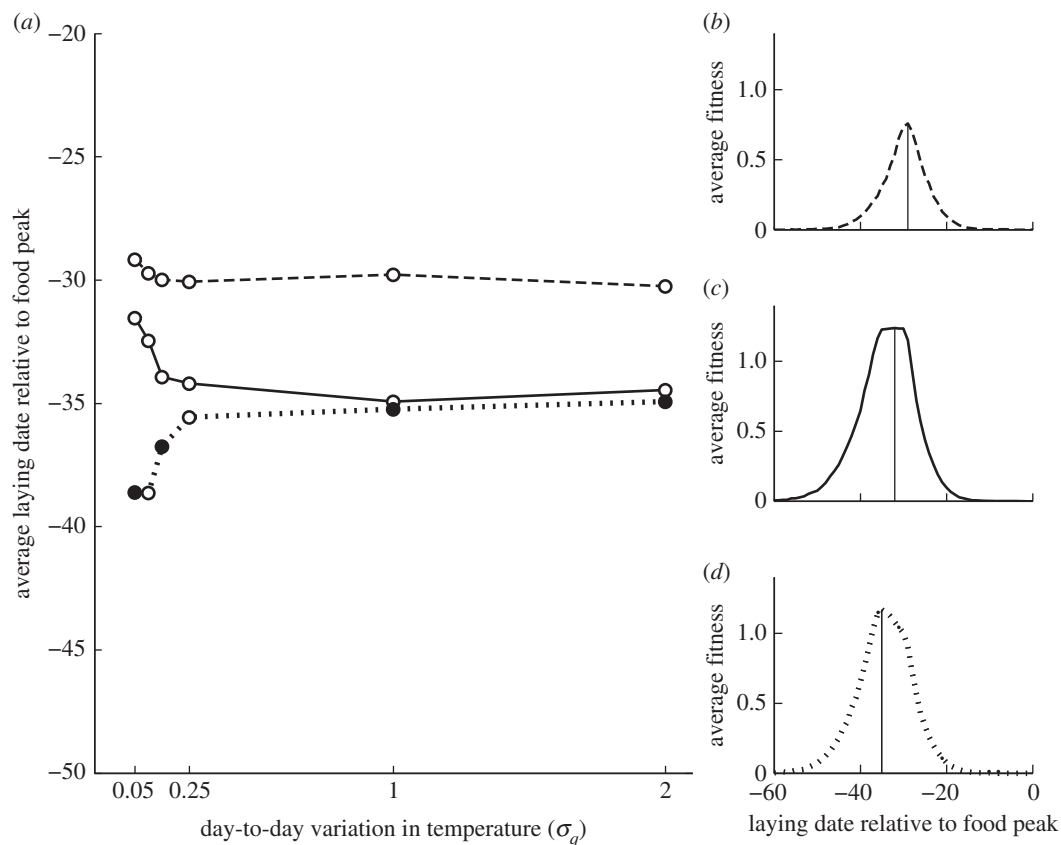 (a)
−20
−25
−30
−35
−40
−45
−50
average laying date relative to food peak
0.05
0.25
1
2
day-to-day variation in temperature (σq)
(b)
1.0
0.5
0
average fitness
(c)
1.0
0.5
0
average fitness
(d)
1.0
0.5
0
average fitness
−60
−40
−20
0
laying date relative to food peak